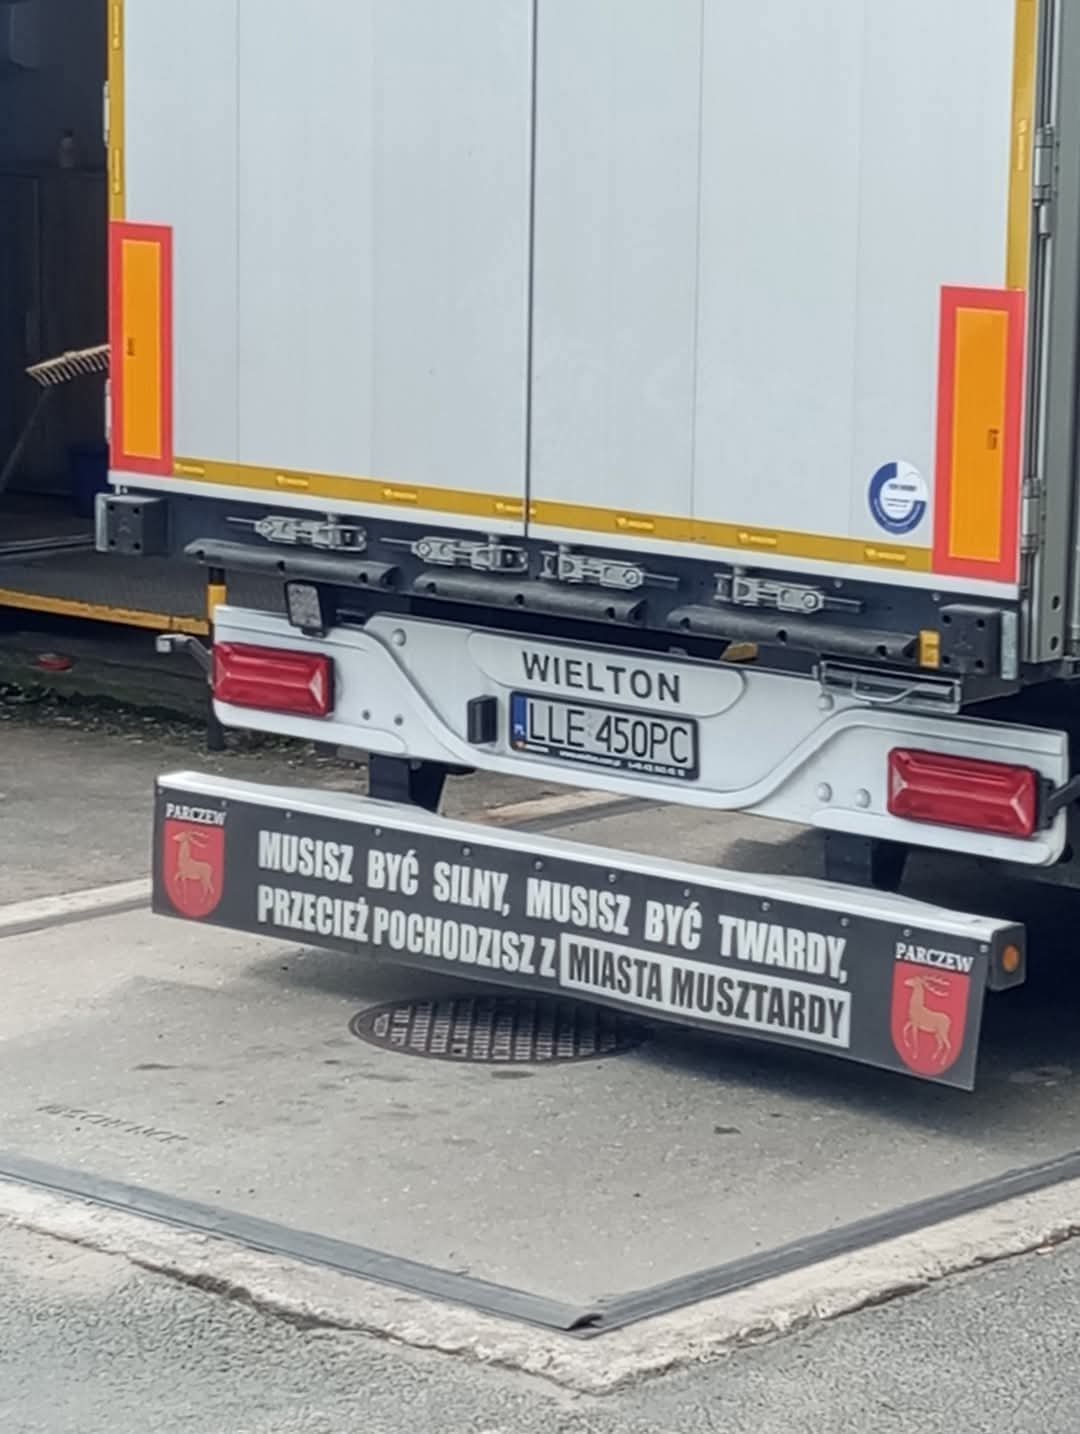 WIELTON
LLE 450PC
PARCZEW
MUSISZ BYĆ SILNY, MUSISZ BYĆ TWARDY,
PRZECIEŻ POCHODZISZ Z MIASTA MUSZTARDY
PARCZEW